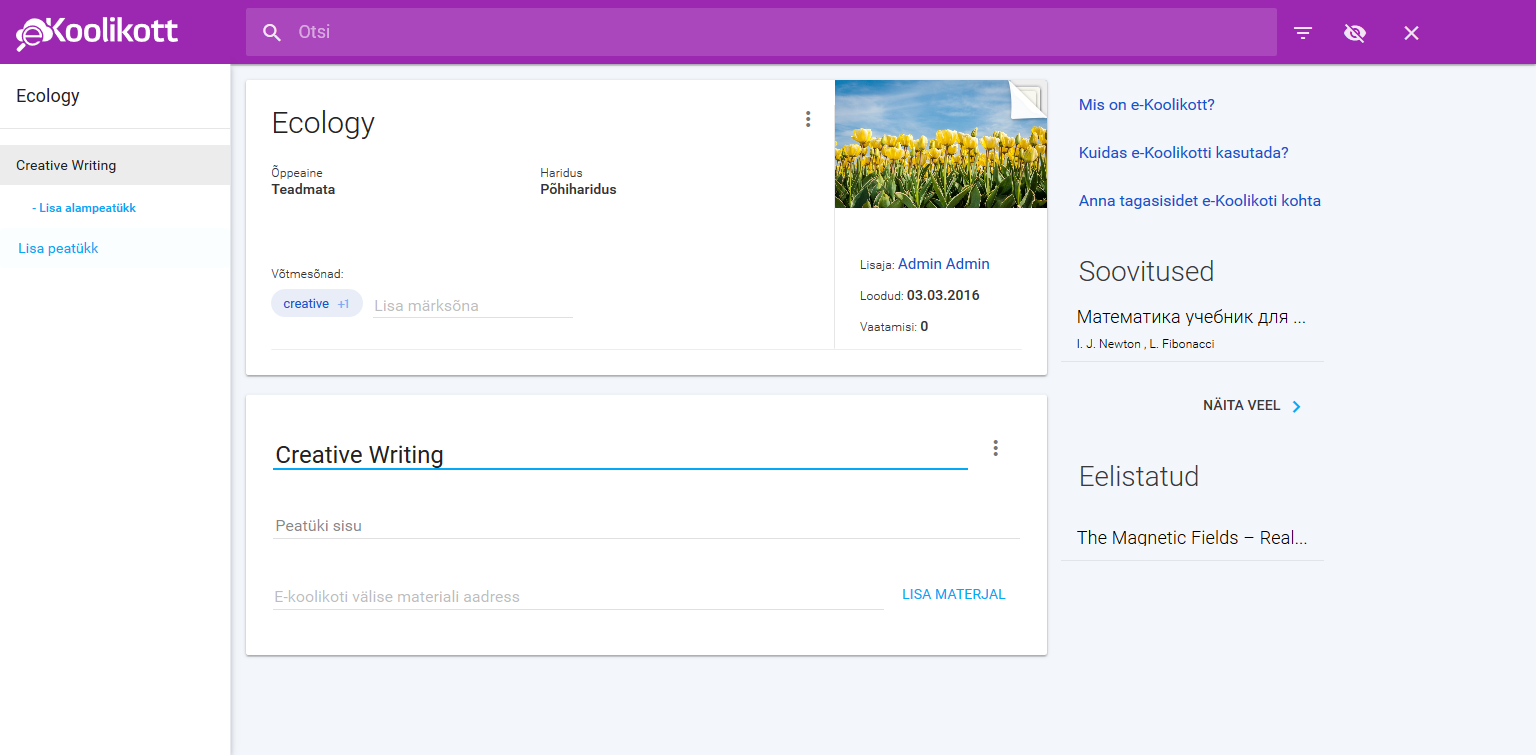 eKoolikott
Otsi
Ecology
Creative Writing
- Lisa alampeatükk
Lisa peatükk
Ecology
Õppeaine
Teadmata
Haridus
Põhiharidus
Võtmesõnad:
creative +1
Lisa märksõna
Lisaja: Admin Admin
Loodud: 03.03.2016
Vaatamisi: 0
Creative Writing
Peatüki sisu
E-koolikoti välise materiali aadress
LISA MATERJAL
Mis on e-Koolikott?
Kuidas e-Koolikotti kasutada?
Anna tagasisidet e-Koolikoti kohta
Soovitused
Математика учебник для ...
I. J. Newton , L. Fibonacci
NÄITA VEEL
Eelistatud
The Magnetic Fields – Real...